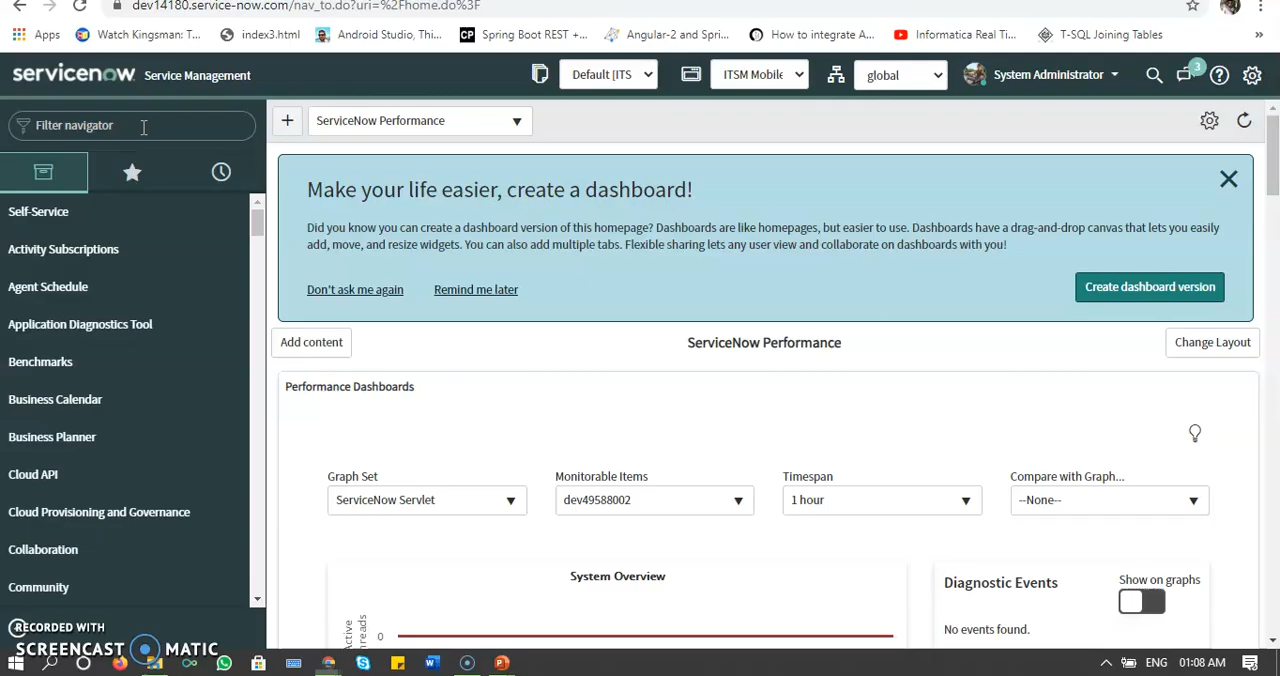 dev14180.service-now.com/nav_to.do?uri=%2Fhome.do%3F
Apps
Watch Kingsman: T...
index3.html
Android Studio, Thi...
CP
Spring Boot REST +...
Angular-2 and Spri...
How to integrate A...
Informatica Real Ti...
T-SQL Joining Tables
»
servicenow Service Management
Default [ITS
ITSM Mobile
global
System Administrator
3
Filter navigator
+
ServiceNow Performance
Self-Service
Activity Subscriptions
Agent Schedule
Application Diagnostics Tool
Benchmarks
Business Calendar
Business Planner
Cloud API
Cloud Provisioning and Governance
Collaboration
Community
Make your life easier, create a dashboard!
Did you know you can create a dashboard version of this homepage? Dashboards are like homepages, but easier to use. Dashboards have a drag-and-drop canvas that lets you easily
add, move, and resize widgets. You can also add multiple tabs. Flexible sharing lets any user view and collaborate on dashboards with you!
Don't ask me again
Remind me later
Create dashboard version
Add content
ServiceNow Performance
Change Layout
Performance Dashboards
Graph Set
Monitorable Items
Timespan
Compare with Graph...
ServiceNow Servlet
dev49588002
1 hour
--None--
System Overview
Active
Threads
0
Diagnostic Events
Show on graphs
No events found.
RECORDED WITH
SCREENCAST MATIC
ENG
01:08 AM